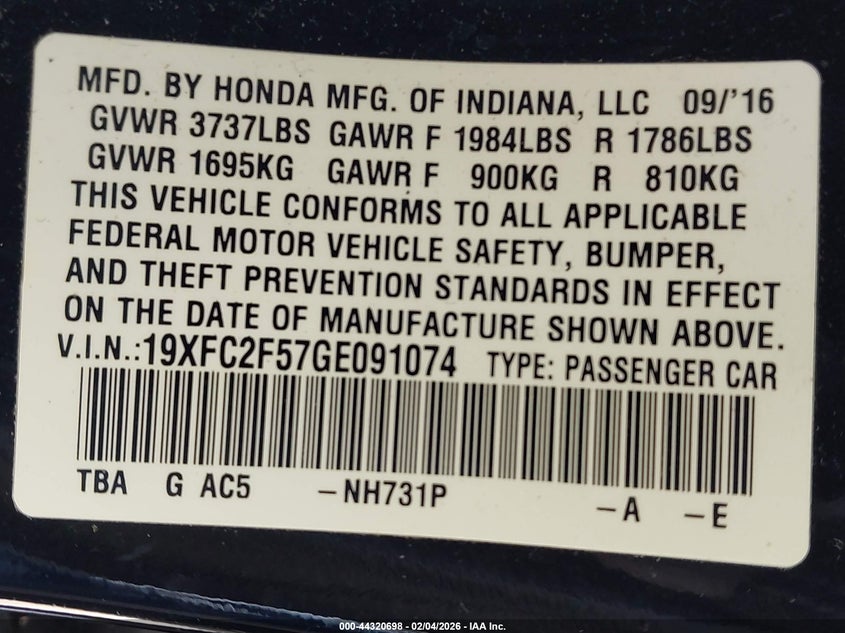 MFD. BY HONDA MFG. OF INDIANA, LLC 09/'16
GVWR 3737LBS GAWR F 1984LBS R 1786LBS
GVWR 1695KG GAWR F 900KG R 810KG
THIS VEHICLE CONFORMS TO ALL APPLICABLE
FEDERAL MOTOR VEHICLE SAFETY, BUMPER,
AND THEFT PREVENTION STANDARDS IN EFFECT
ON THE DATE OF MANUFACTURE SHOWN ABOVE.
V.I.N.:19XFC2F57GE091074 TYPE: PASSENGER CAR
TBA G AC5 -NH731P -A -E
000-44320698 - 02/04/2026 - IAA Inc.